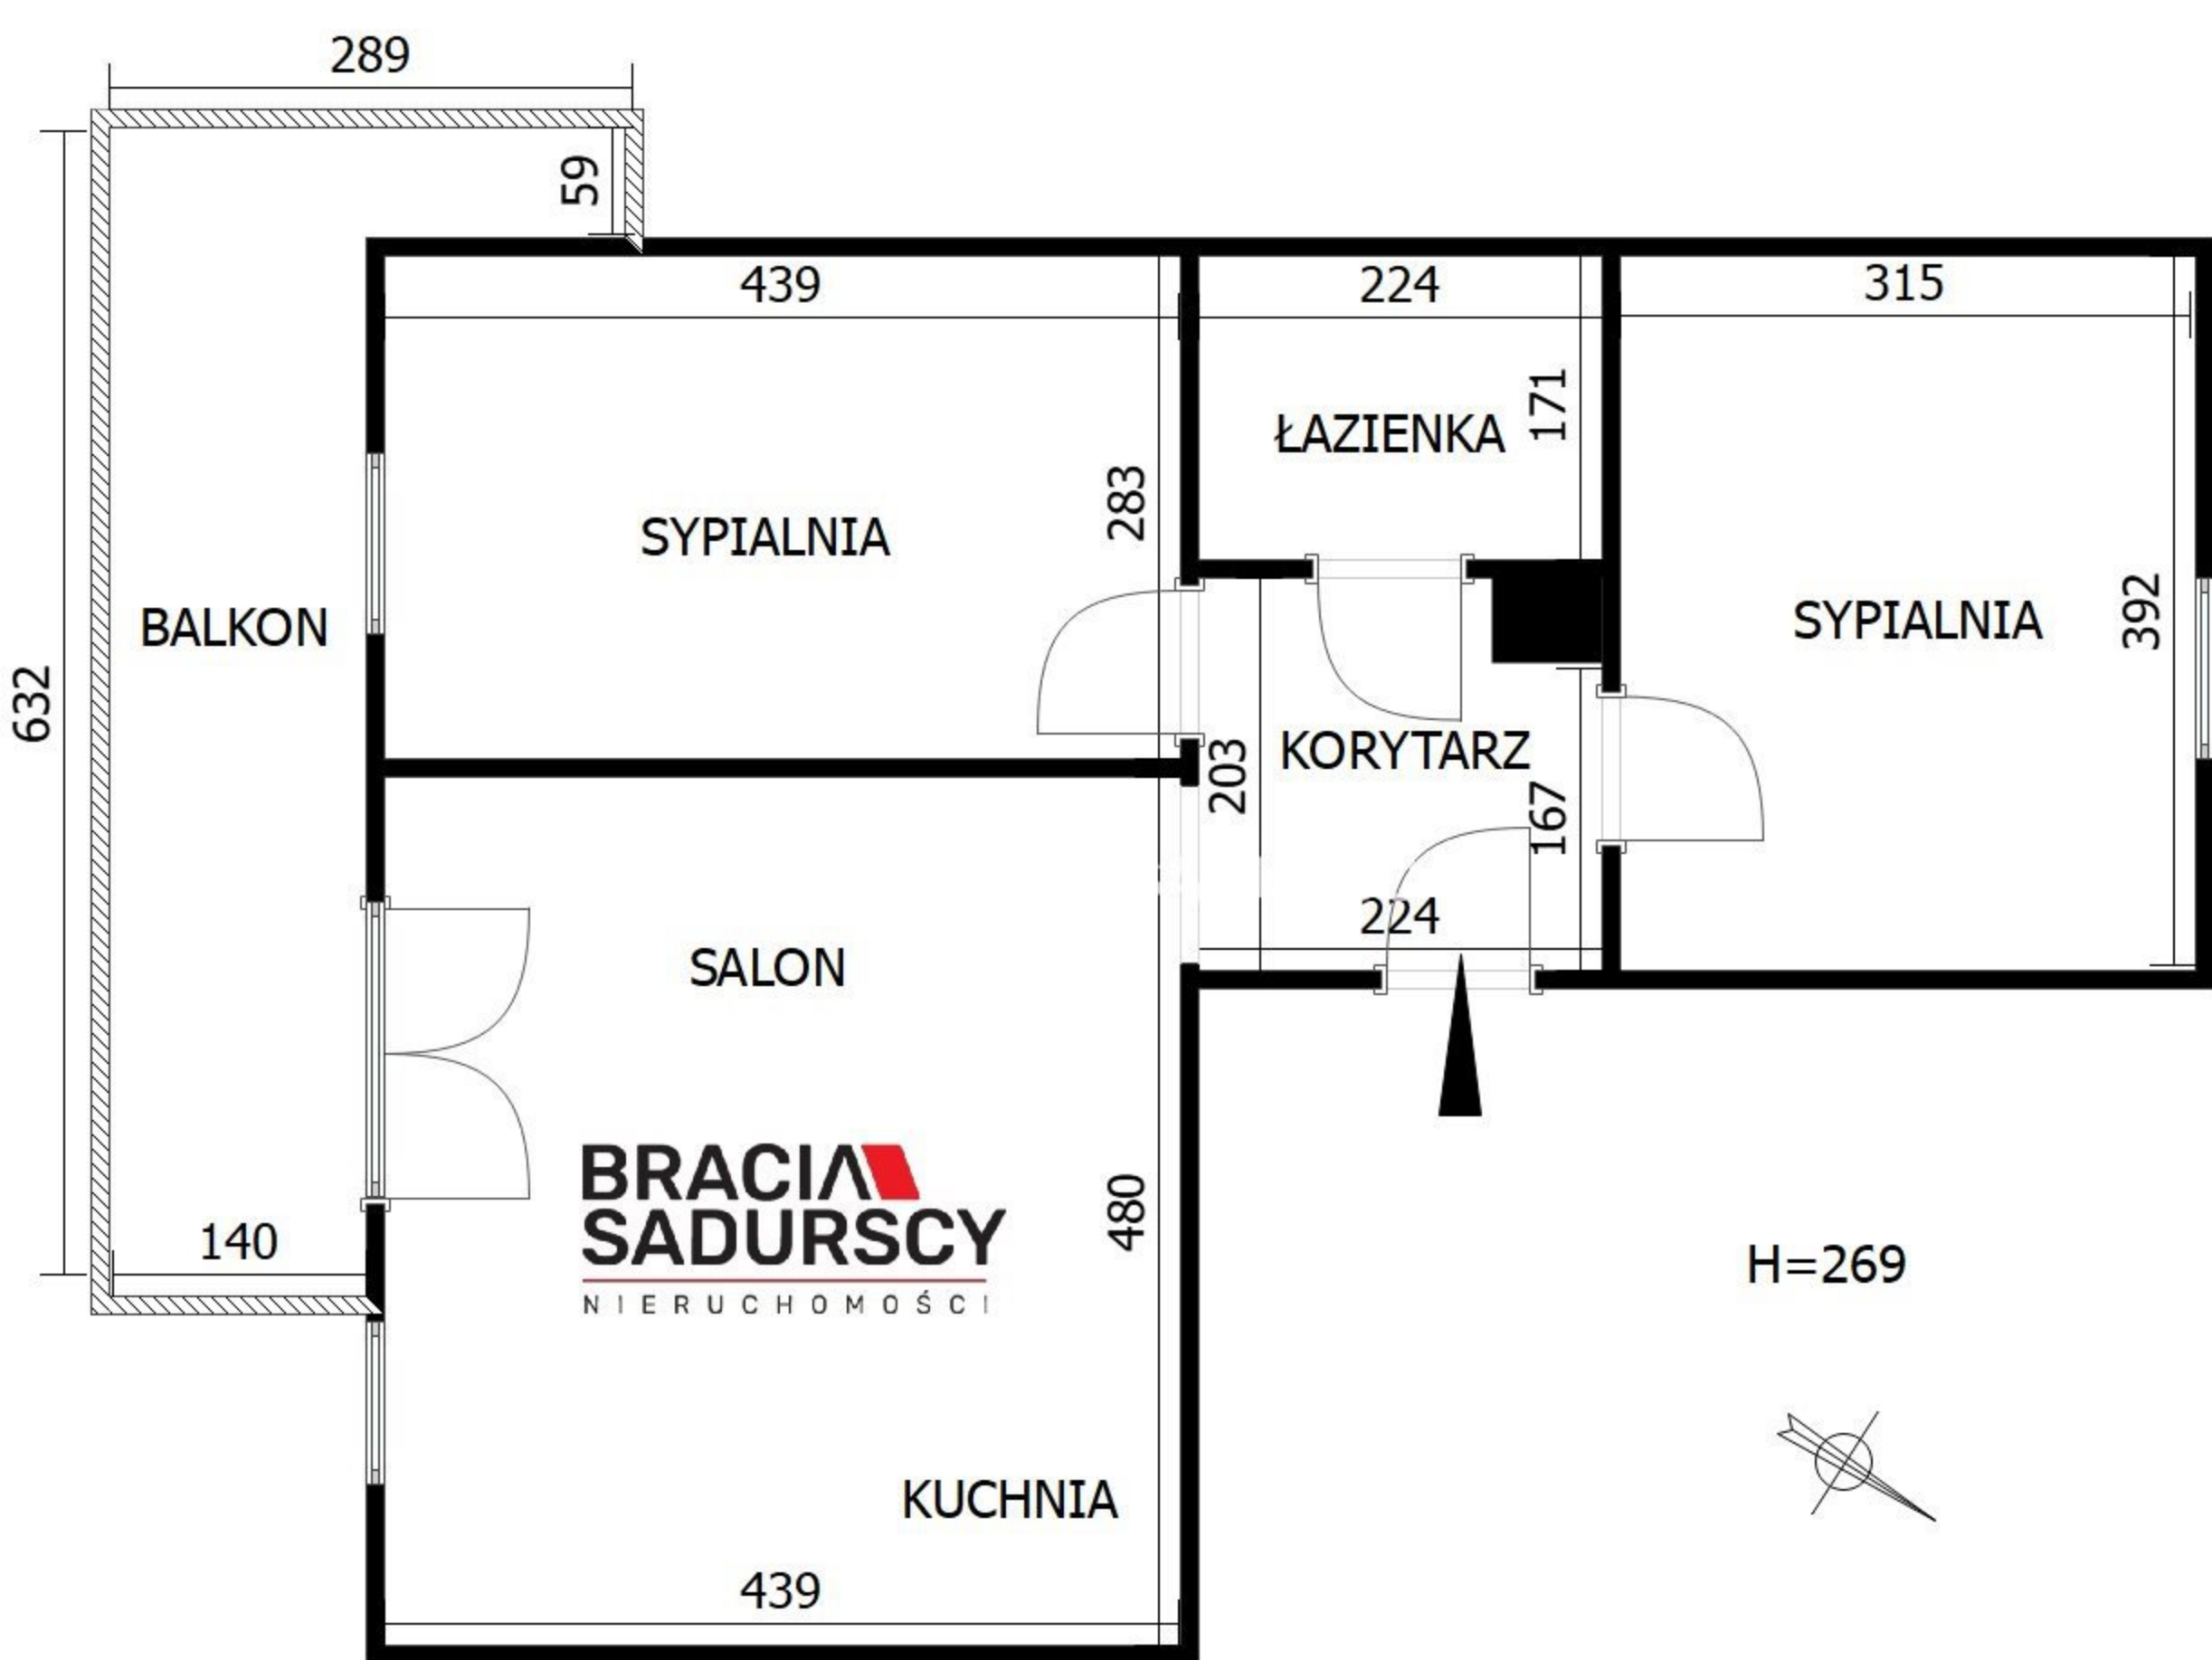 289
59
439
224
315
171
ŁAZIENKA
283
SYPIALNIA
BALKON
SYPIALNIA
392
632
KORYTARZ
203
167
224
SALON
BRACIA
SADURSCY
NIERUCHOMOŚCI
480
140
H=269
KUCHNIA
439